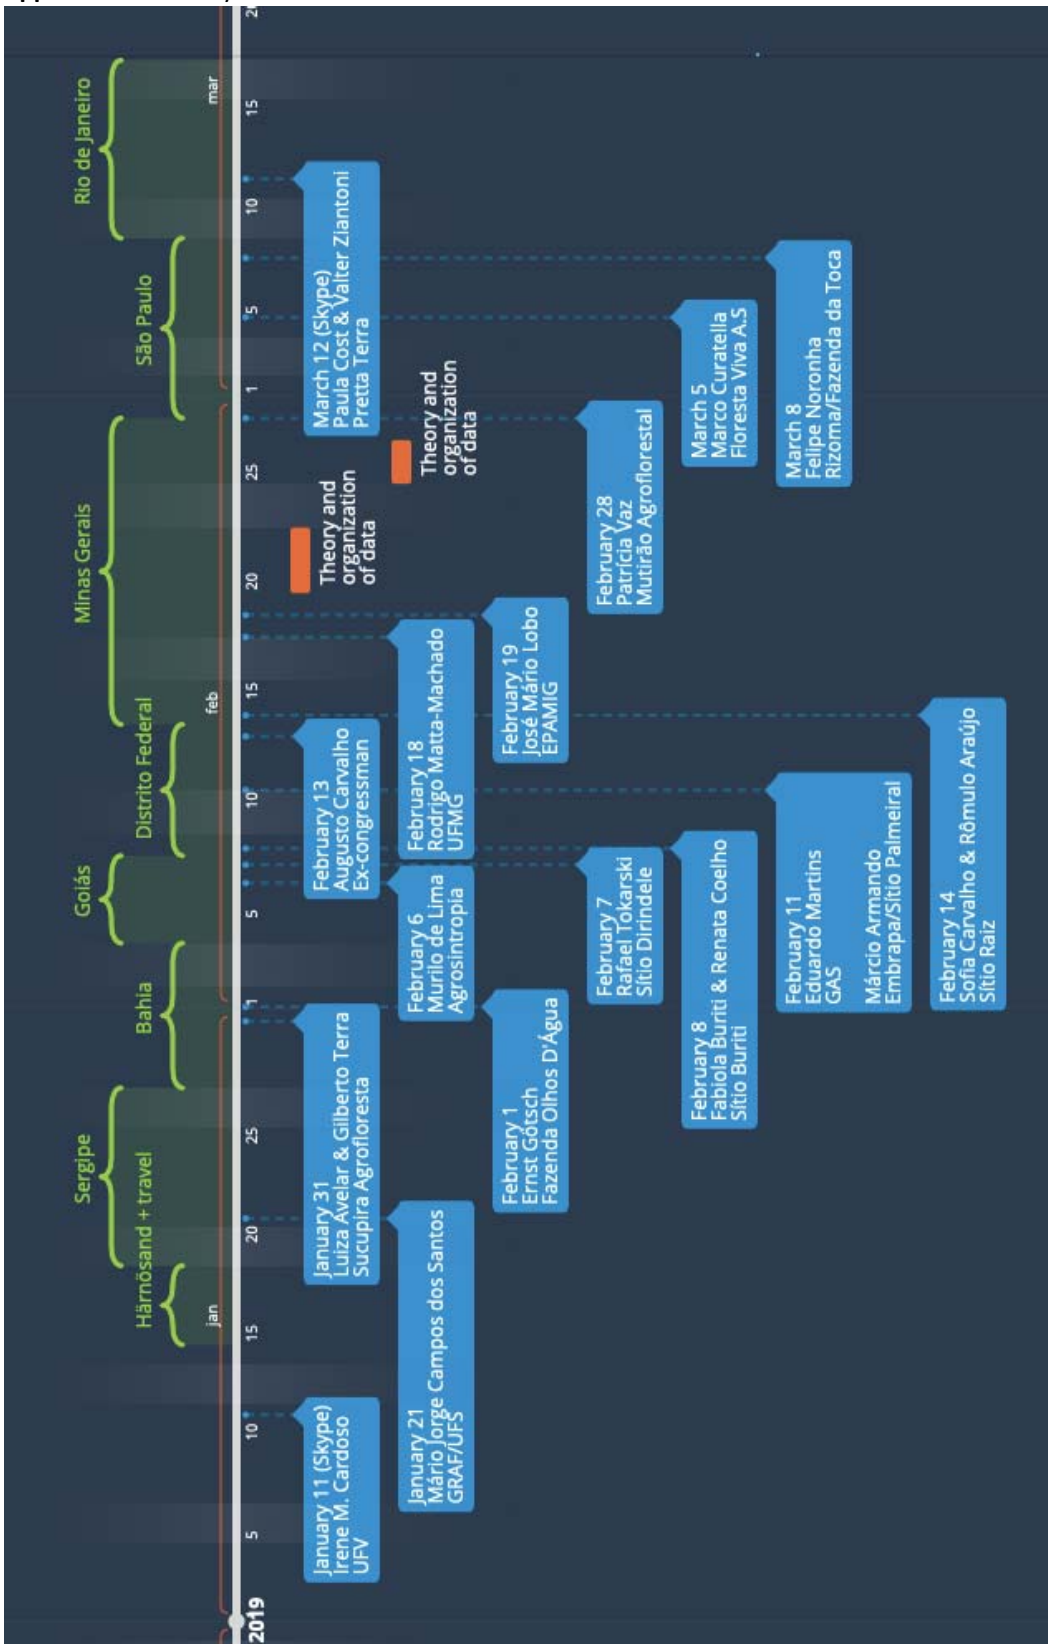 Härnösand + travel
Sergipe
Bahia
Goiás
Distrito Federal
Minas Gerais
São Paulo
Rio de Janeiro
jan
feb
mar
2019
5
10
15
20
25
1
5
10
15
20
25
1
5
10
15
January 11 (Skype)
Irene M. Cardoso
UFV
January 31
Luiza Avelar & Gilberto Terra
Sucupira Agrofloresta
February 13
Augusto Carvalho
Ex-congressman
Theory and
organization
of data
March 12 (Skype)
Paula Cost & Valter Ziantoni
Pretta Terra
January 21
Mário Jorge Campos dos Santos
GRAF/UFS
February 6
Murilo de Lima
Agrosintropia
February 18
Rodrigo Matta-Machado
UFMG
Theory and
organization
of data
February 1
Ernst Götsch
Fazenda Olhos D'Água
February 19
José Mário Lobo
EPAMIG
February 7
Rafael Tokarski
Sítio Dirindele
February 28
Patrícia Vaz
Mutirão Agroflorestal
February 8
Fabiola Buriti & Renata Coelho
Sítio Buriti
March 5
Marco Curatella
Floresta Viva A.S
February 11
Eduardo Martins
GAS
Márcio Armando
Embrapa/Sítio Palmeiral
March 8
Felipe Noronha
Rizoma/Fazenda da Toca
February 14
Sofia Carvalho & Rômulo Araújo
Sítio Raiz